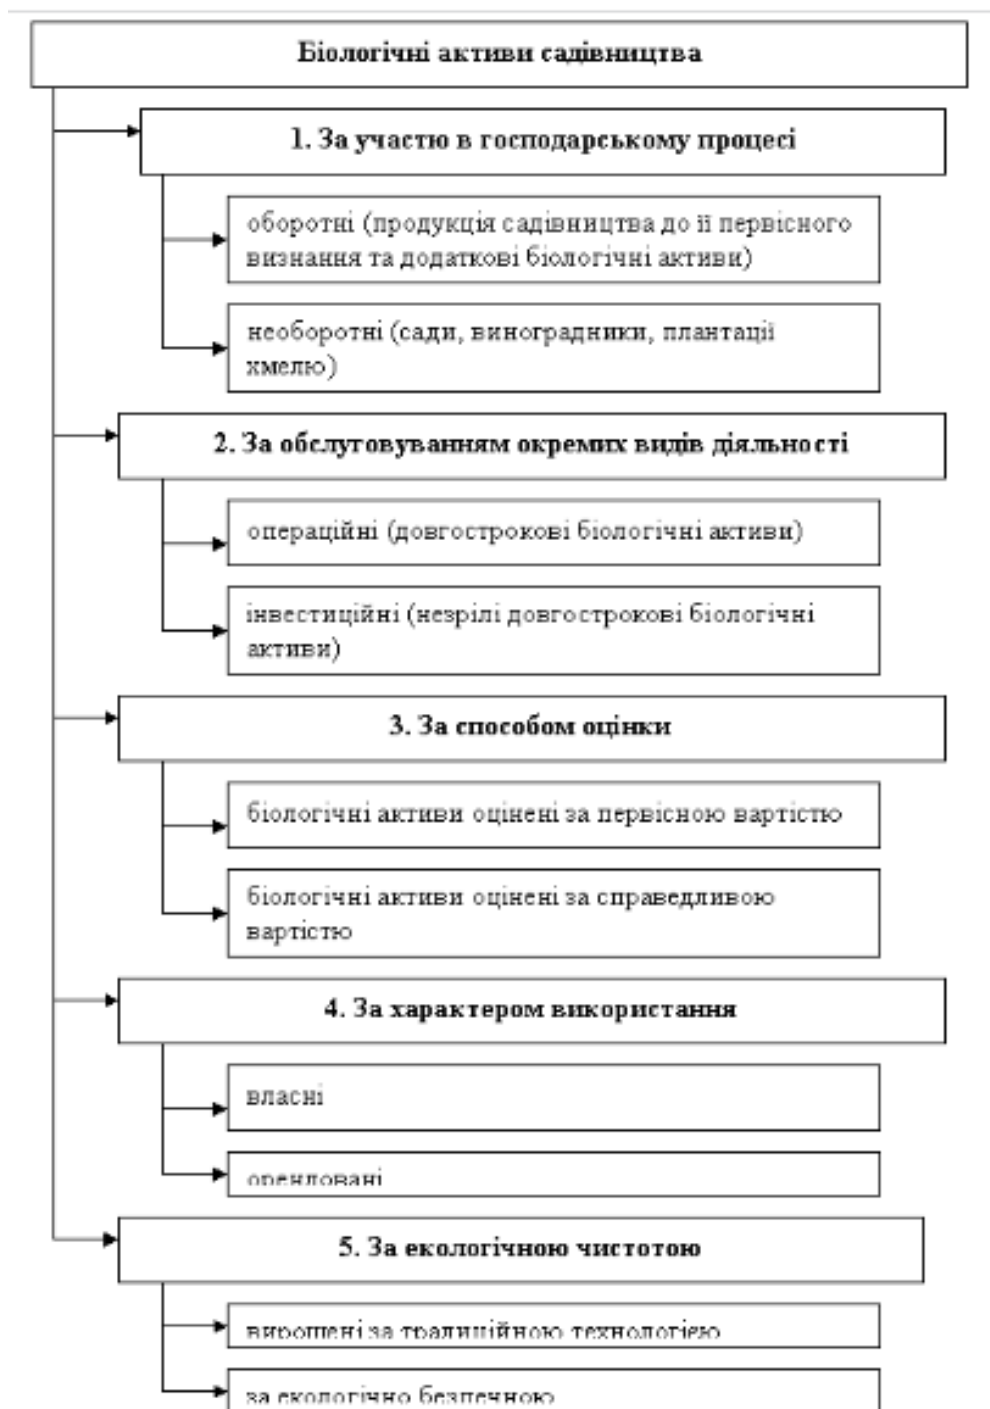 Біологічні активи садівництва
1. За участю в господарському процесі
оборотні (продукція садівництва до її первісного
визнання та додаткові біологічні активи)
необоротні (сади, виноградники, плантації
хмелю)
2. За обслуговуванням окремих видів діяльності
операційні (довгострокові біологічні активи)
інвестиційні (незрілі довгострокові біологічні
активи)
3. За способом оцінки
біологічні активи оцінені за первісною вартістю
біологічні активи оцінені за справедливою
вартістю
4. За характером використання
власні
орендовані
5. За екологічною чистотою
вирощені за традиційною технологією
за екологічно безпечною